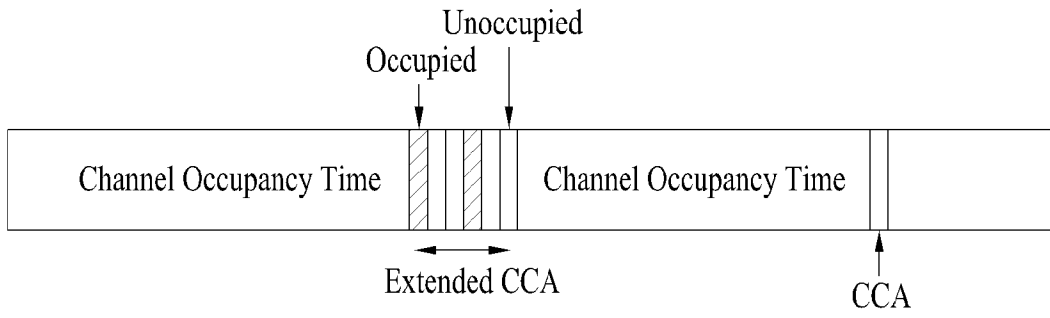 Unoccupied
Occupied
Channel Occupancy Time
Channel Occupancy Time
Extended CCA
CCA